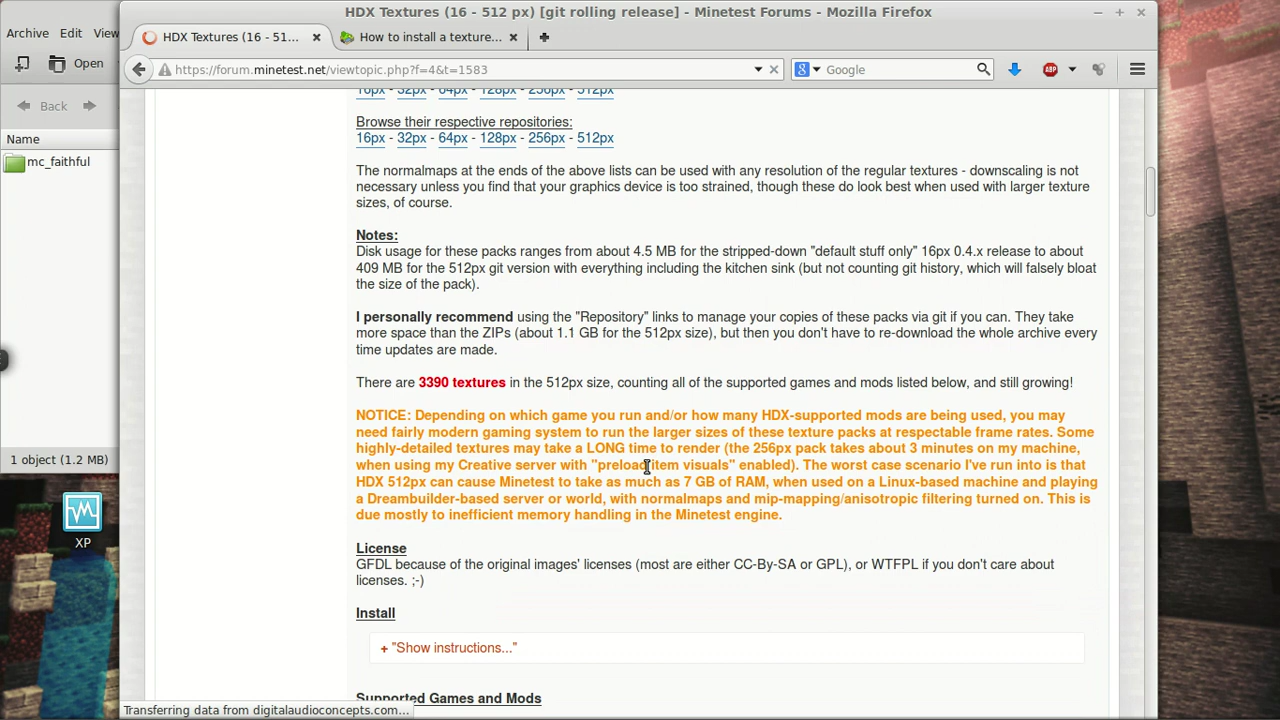 HDX Textures (16 - 512 px) [git rolling release] - Minetest Forums - Mozilla Firefox
Archive Edit View
HDX Textures (16 - 51... × How to install a texture... ×
Open
https://forum.minetest.net/viewtopic.php?f=4&t=1583
Google
ABP
16px - 32px - 64px - 128px - 256px - 512px
Back
Browse their respective repositories:
Name
16px - 32px - 64px - 128px - 256px - 512px
mc_faithful
The normalmaps at the ends of the above lists can be used with any resolution of the regular textures - downscaling is not
necessary unless you find that your graphics device is too strained, though these do look best when used with larger texture
sizes, of course.
Notes:
Disk usage for these packs ranges from about 4.5 MB for the stripped-down "default stuff only" 16px 0.4.x release to about
409 MB for the 512px git version with everything including the kitchen sink (but not counting git history, which will falsely bloat
the size of the pack).
I personally recommend using the "Repository" links to manage your copies of these packs via git if you can. They take
more space than the ZIPs (about 1.1 GB for the 512px size), but then you don't have to re-download the whole archive every
time updates are made.
There are 3390 textures in the 512px size, counting all of the supported games and mods listed below, and still growing!
NOTICE: Depending on which game you run and/or how many HDX-supported mods are being used, you may
need fairly modern gaming system to run the larger sizes of these texture packs at respectable frame rates. Some
highly-detailed textures may take a LONG time to render (the 256px pack takes about 3 minutes on my machine,
when using my Creative server with "preload item visuals" enabled). The worst case scenario I've run into is that
HDX 512px can cause Minetest to take as much as 7 GB of RAM, when used on a Linux-based machine and playing
a Dreambuilder-based server or world, with normalmaps and mip-mapping/anisotropic filtering turned on. This is
due mostly to inefficient memory handling in the Minetest engine.
1 object (1.2 MB)
XP
License
GFDL because of the original images' licenses (most are either CC-By-SA or GPL), or WTFPL if you don't care about
licenses. ;-)
Install
+ "Show instructions..."
Supported Games and Mods
Transferring data from digitalaudioconcepts.com...